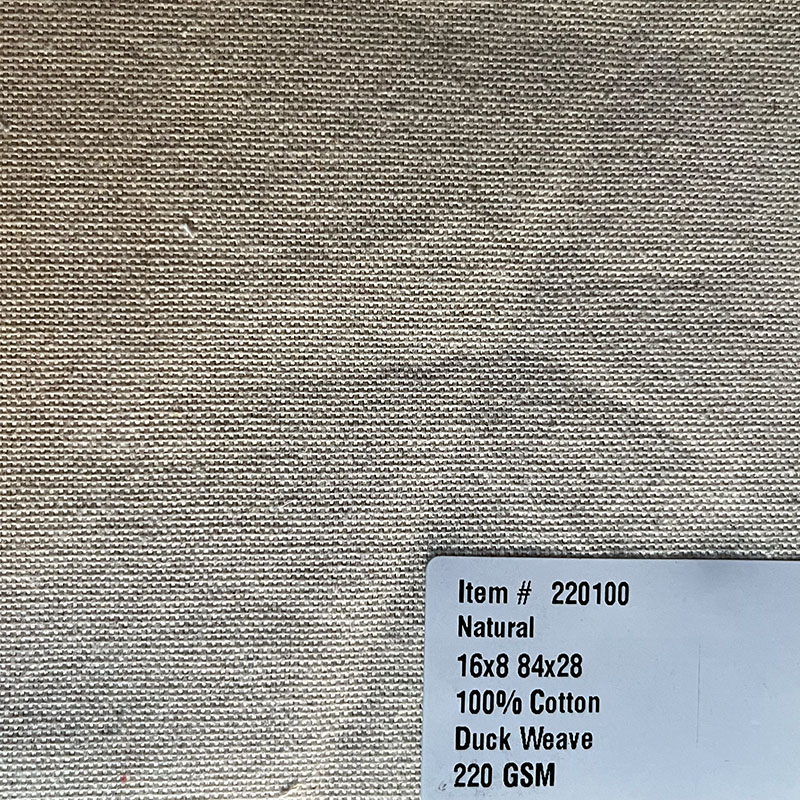 Item # 220100
Natural
16x8 84x28
100% Cotton
Duck Weave
220 GSM